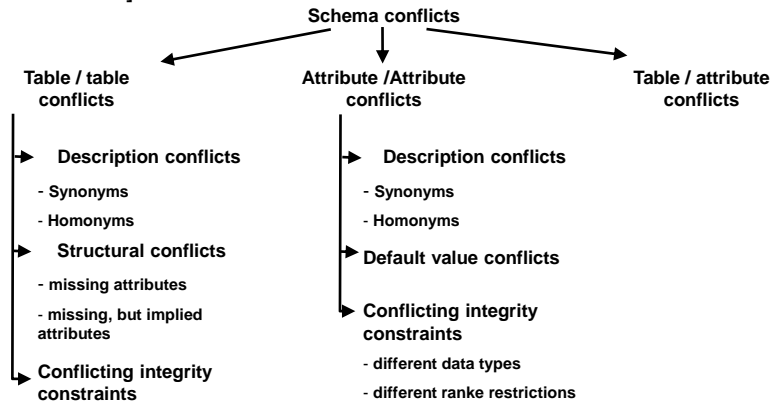 Schema conflicts
Table / table
conflicts
Description conflicts
- Synonyms
- Homonyms
Structural conflicts
- missing attributes
- missing, but implied
attributes
Conflicting integrity
constraints
Attribute /Attribute
conflicts
Description conflicts
- Synonyms
- Homonyms
Default value conflicts
Conflicting integrity
constraints
- different data types
- different ranke restrictions
Table / attribute
conflicts